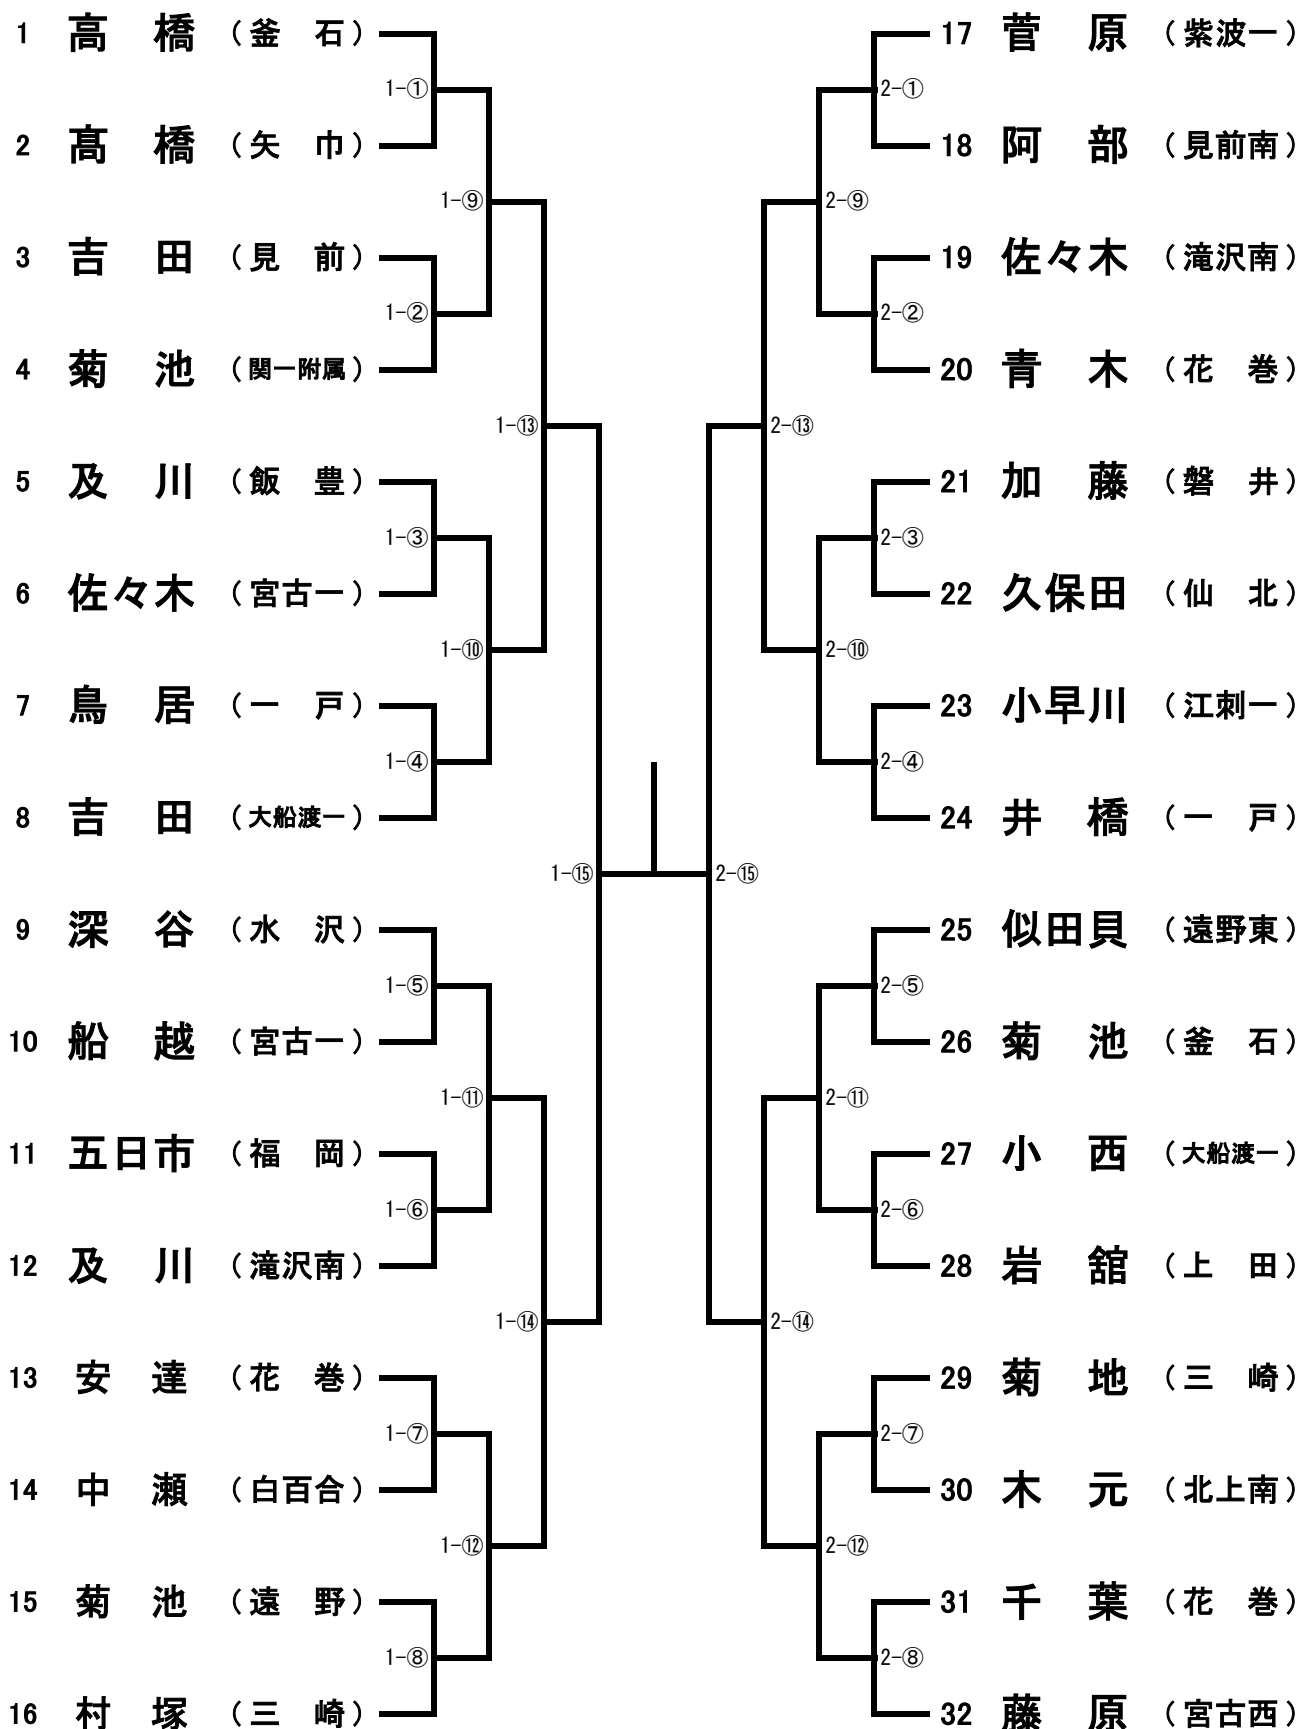 1 高橋 （釜石）
1-①
2 髙橋 （矢巾）
1-⑨
3 吉田 （見前）
1-②
4 菊池 （関一附属）
1-⑬
5 及川 （飯豊）
1-③
6 佐々木 （宮古一）
1-⑩
7 鳥居 （一戸）
1-④
8 吉田 （大船渡一）
1-⑮
9 深谷 （水沢）
1-⑤
10 船越 （宮古一）
1-⑪
11 五日市 （福岡）
1-⑥
12 及川 （滝沢南）
1-⑭
13 安達 （花巻）
1-⑦
14 中瀬 （白百合）
1-⑫
15 菊池 （遠野）
1-⑧
16 村塚 （三崎）
17 菅原 （紫波一）
2-①
18 阿部 （見前南）
2-⑨
19 佐々木 （滝沢南）
2-②
20 青木 （花巻）
2-⑬
21 加藤 （磐井）
2-③
22 久保田 （仙北）
2-⑩
23 小早川 （江刺一）
2-④
24 井橋 （一戸）
2-⑮
25 似田貝 （遠野東）
2-⑤
26 菊池 （釜石）
2-⑪
27 小西 （大船渡一）
2-⑥
28 岩舘 （上田）
2-⑭
29 菊地 （三崎）
2-⑦
30 木元 （北上南）
2-⑫
31 千葉 （花巻）
2-⑧
32 藤原 （宮古西）